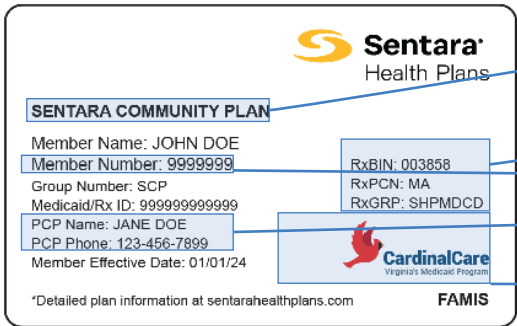 Sentara
Health Plans
SENTARA COMMUNITY PLAN
Member Name: JOHN DOE
Member Number: 9999999
Group Number: SCP
Medicaid/Rx ID: 999999999999
PCP Name: JANE DOE
PCP Phone: 123-456-7899
Member Effective Date: 01/01/24
RxBIN: 003858
RxPCN: MA
RxGRP: SHPMDCD
CardinalCare
Virginia's Medicaid Program
*Detailed plan information at sentarahealthplans.com
FAMIS